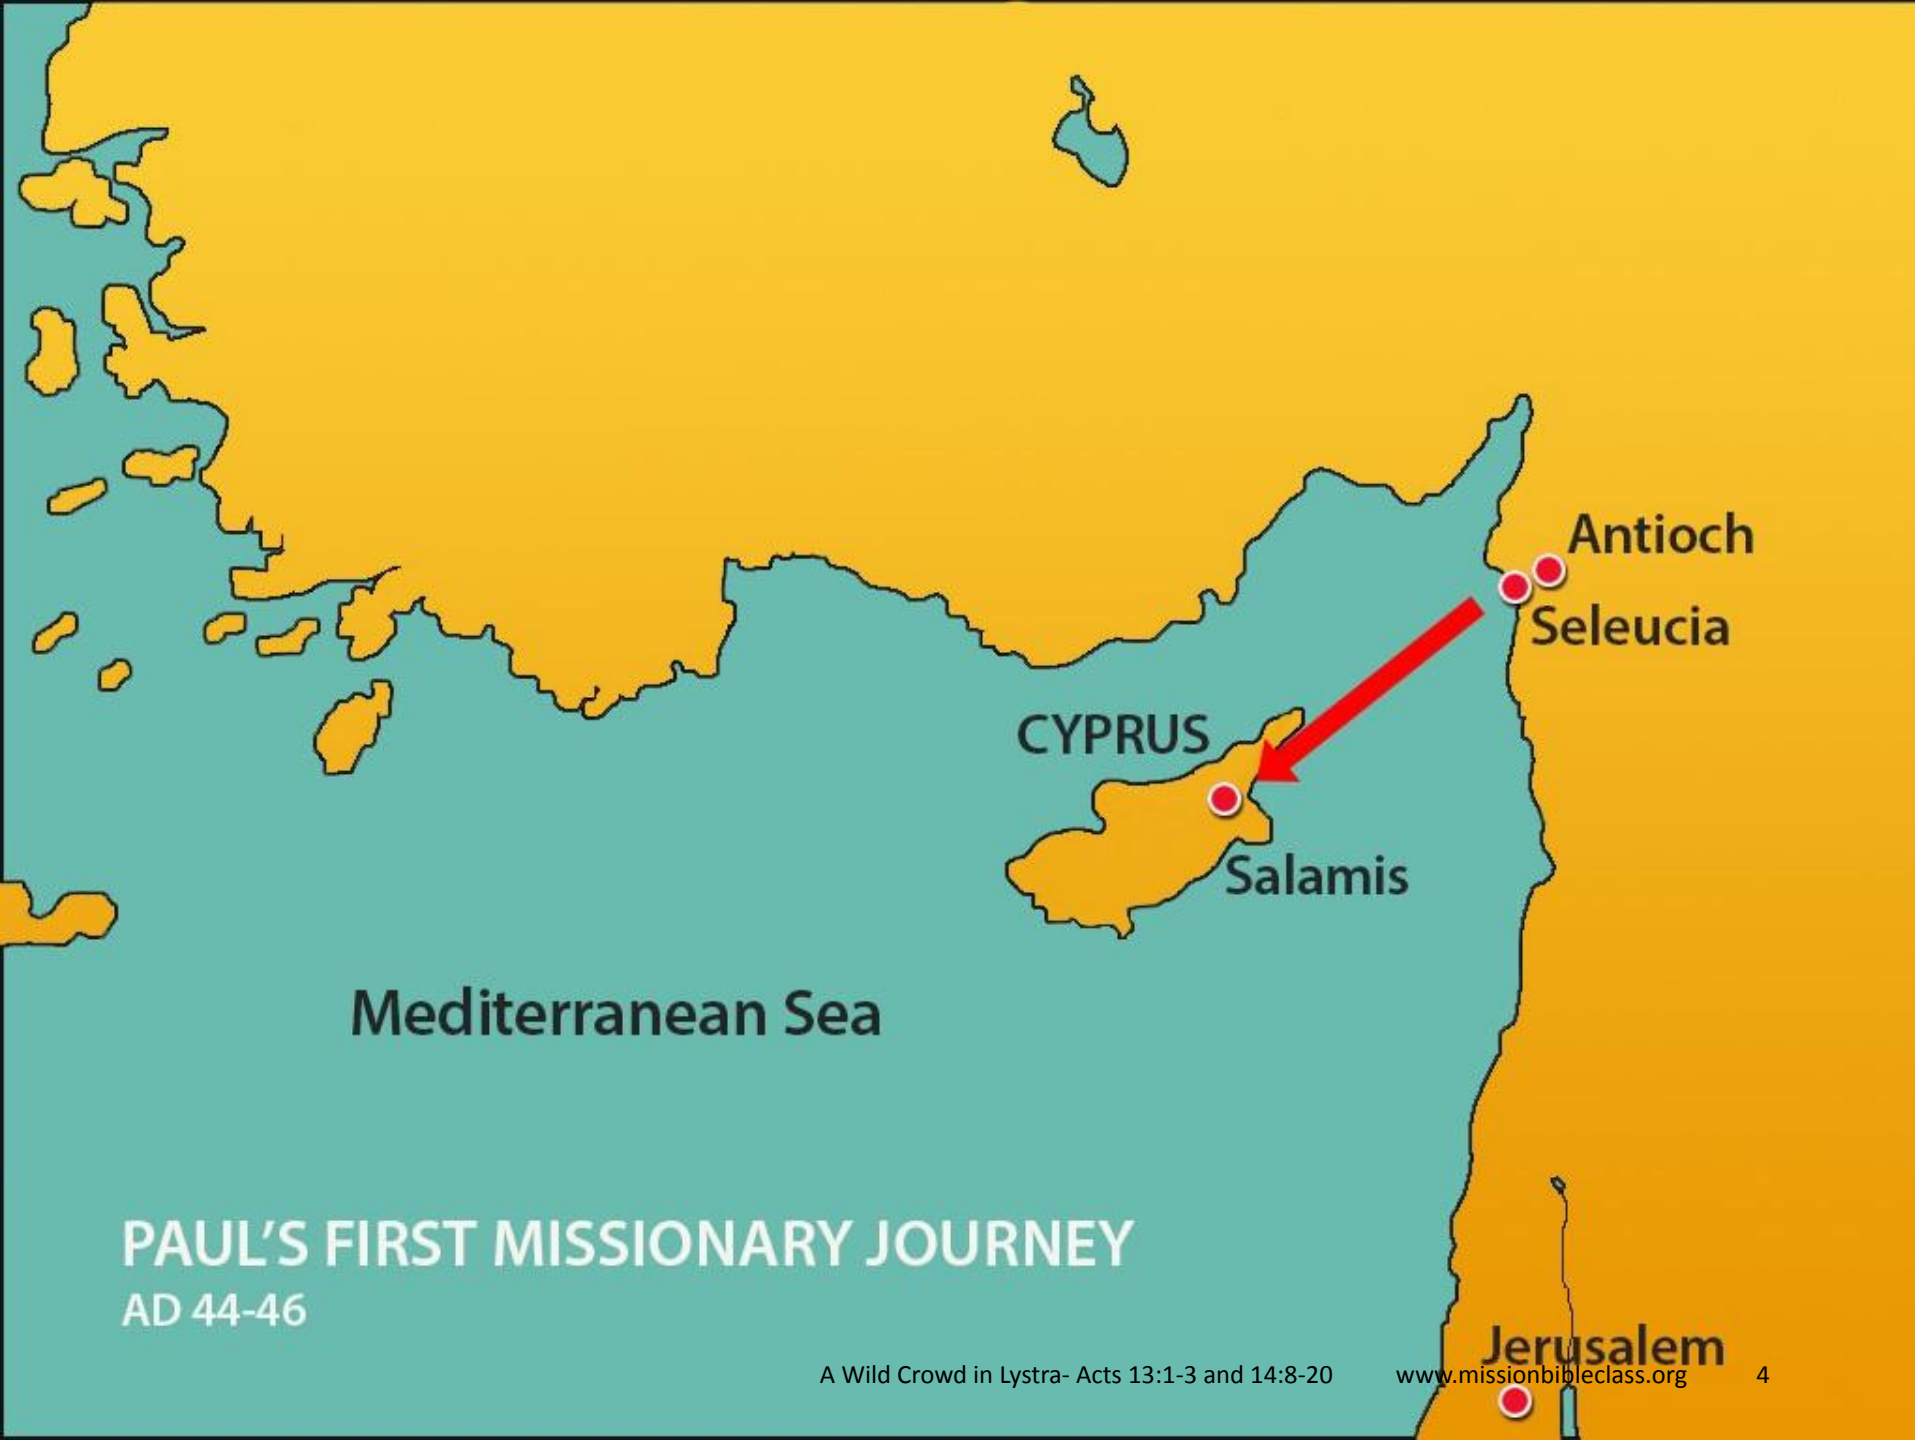 Antioch
Seleucia
CYPRUS
Salamis
Mediterranean Sea
PAUL'S FIRST MISSIONARY JOURNEY
AD 44-46
Jerusalem
A Wild Crowd in Lystra- Acts 13:1-3 and 14:8-20 www.missionbibleclass.org 4